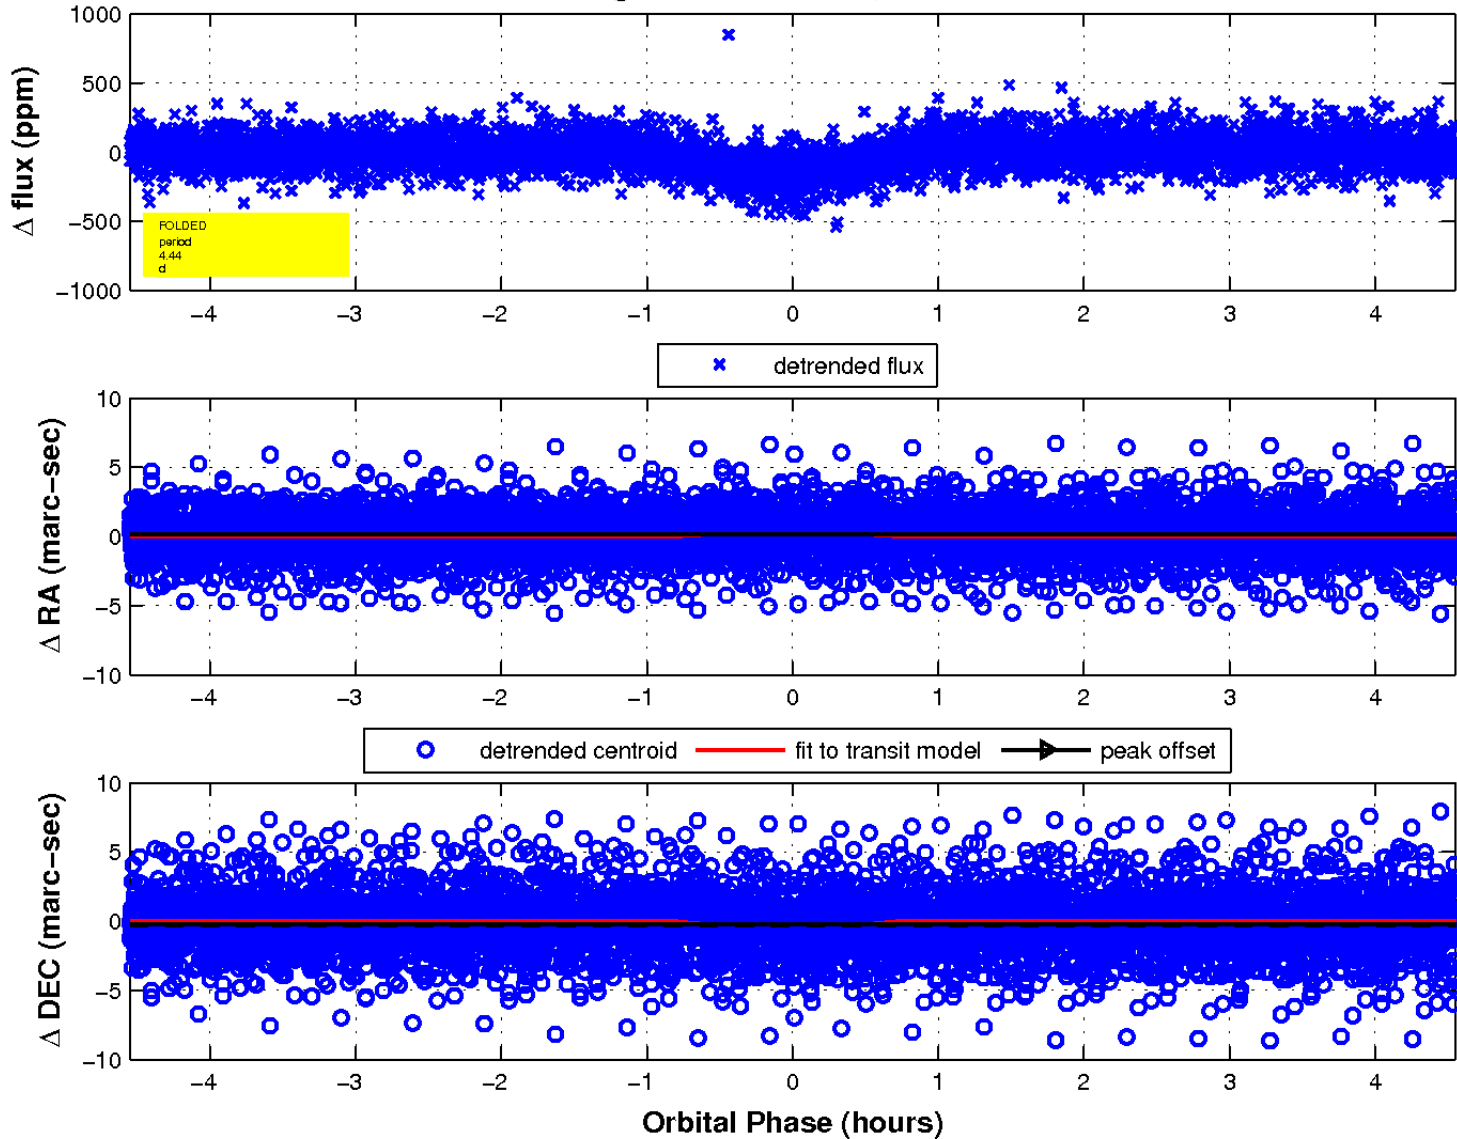 1000
500
0
−500
−1000
Δ flux (ppm)
FOLDED
period
4.44
d
−4 −3 −2 −1 0 1 2 3 4
detrended flux
10
5
0
−5
−10
Δ RA (marc−sec)
−4 −3 −2 −1 0 1 2 3 4
detrended centroid fit to transit model peak offset
10
5
0
−5
−10
Δ DEC (marc−sec)
−4 −3 −2 −1 0 1 2 3 4
Orbital Phase (hours)